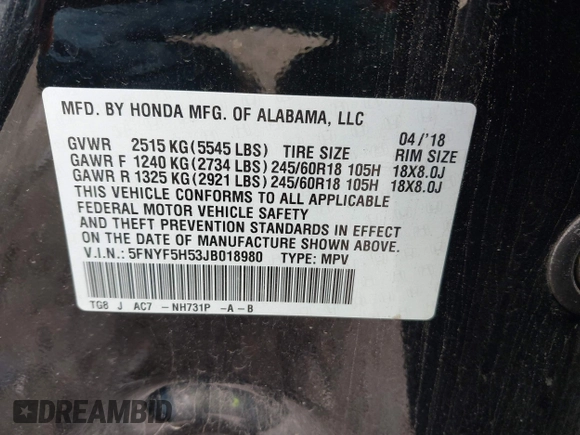 MFD. BY HONDA MFG. OF ALABAMA, LLC
04/'18
GVWR 2515 KG (5545 LBS) TIRE SIZE RIM SIZE
GAWR F 1240 KG (2734 LBS) 245/60R18 105H 18X8.0J
GAWR R 1325 KG (2921 LBS) 245/60R18 105H 18X8.0J
THIS VEHICLE CONFORMS TO ALL APPLICABLE
FEDERAL MOTOR VEHICLE SAFETY
AND THEFT PREVENTION STANDARDS IN EFFECT
ON THE DATE OF MANUFACTURE SHOWN ABOVE.
V.I.N.: 5FNYF5H53JB018980 TYPE: MPV
TG8 J AC7 -NH731P -A-B
DREAMBID